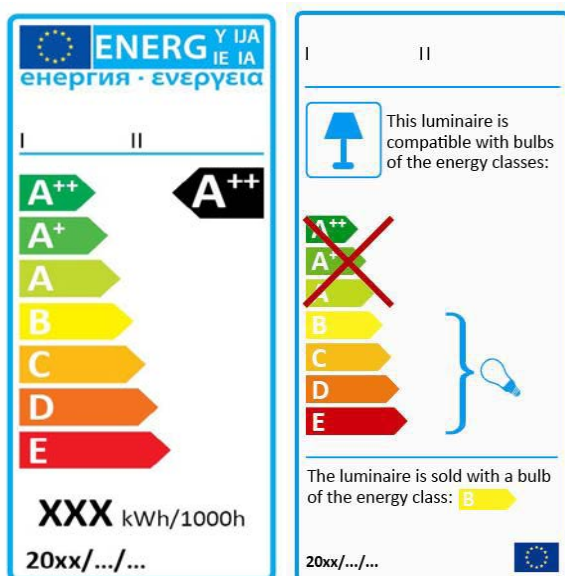 ENERG Y IJA
IE IA
енергия · ενεργεια
I II
A++ A++
A+
A
B
C
D
E
XXX kWh/1000h
20xx/.../...
I II
This luminaire is
compatible with bulbs
of the energy classes:
A++
A+
A
B
C
D
E
The luminaire is sold with a bulb
of the energy class: B
20xx/.../...